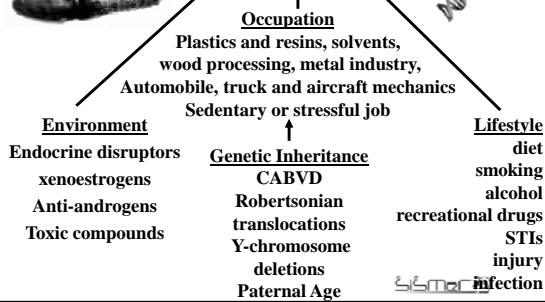 Occupation
Plastics and resins, solvents,
wood processing, metal industry,
Automobile, truck and aircraft mechanics
Sedentary or stressful job
Environment
Endocrine disruptors
xenoestrogens
Anti-androgens
Toxic compounds
Genetic Inheritance
CABVD
Robertsonian
translocations
Y-chromosome
deletions
Paternal Age
Lifestyle
diet
smoking
alcohol
recreational drugs
STIs
injury
infection